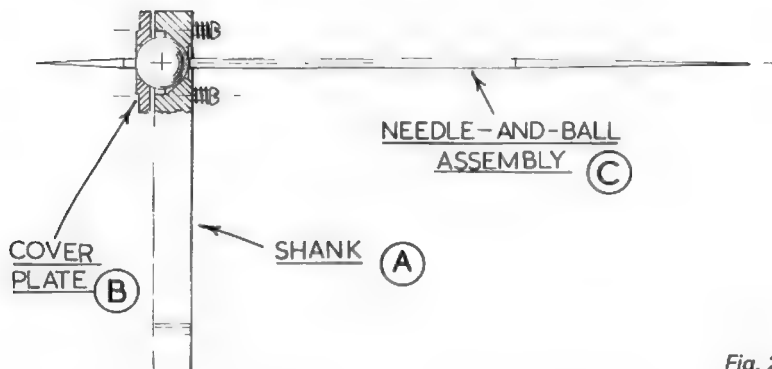 NEEDLE-AND-BALL
ASSEMBLY C
COVER
PLATE B
SHANK A
Fig. 2